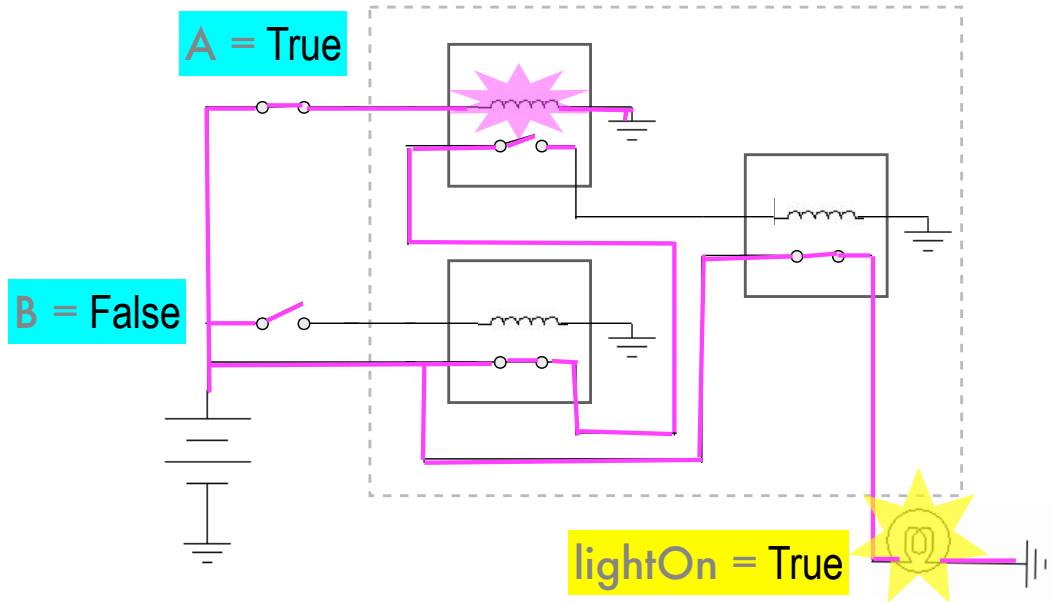 A = True
B = False
lightOn = True